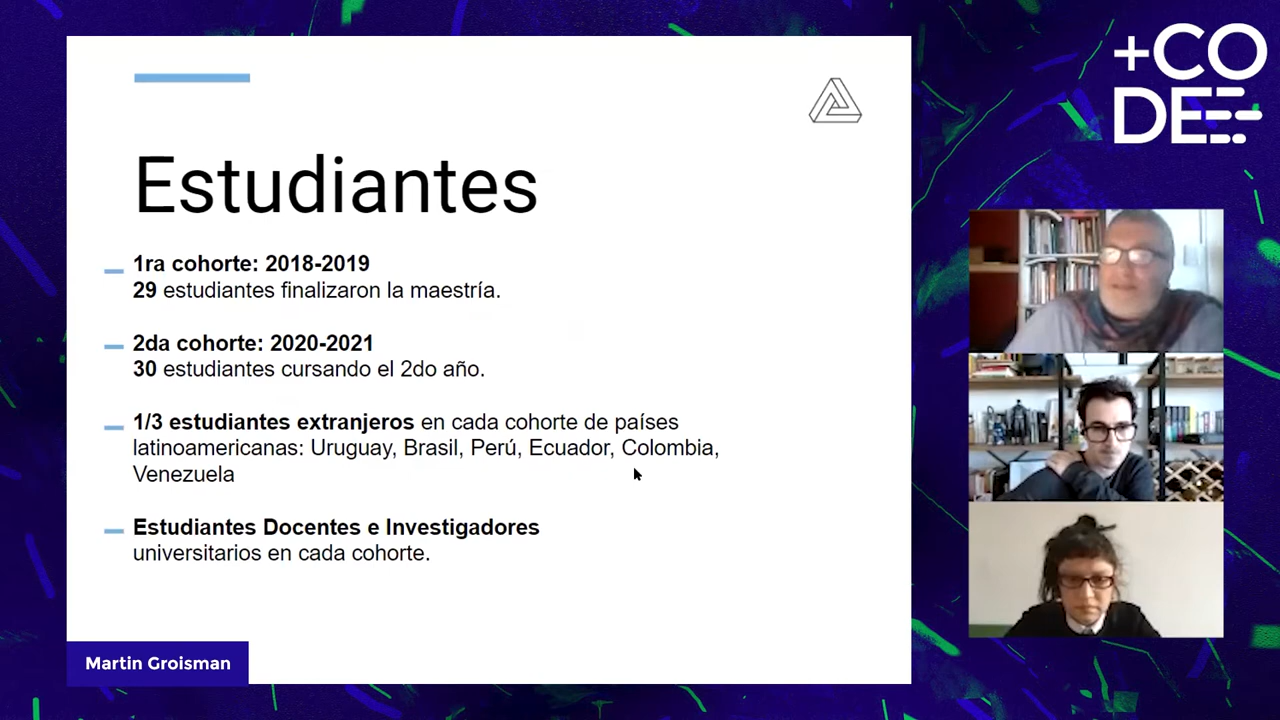 +CO
DE
Estudiantes
1ra cohorte: 2018-2019
29 estudiantes finalizaron la maestría.
2da cohorte: 2020-2021
30 estudiantes cursando el 2do año.
1/3 estudiantes extranjeros en cada cohorte de países
latinoamericanas: Uruguay, Brasil, Perú, Ecuador, Colombia,
Venezuela
Estudiantes Docentes e Investigadores
universitarios en cada cohorte.
Martin Groisman